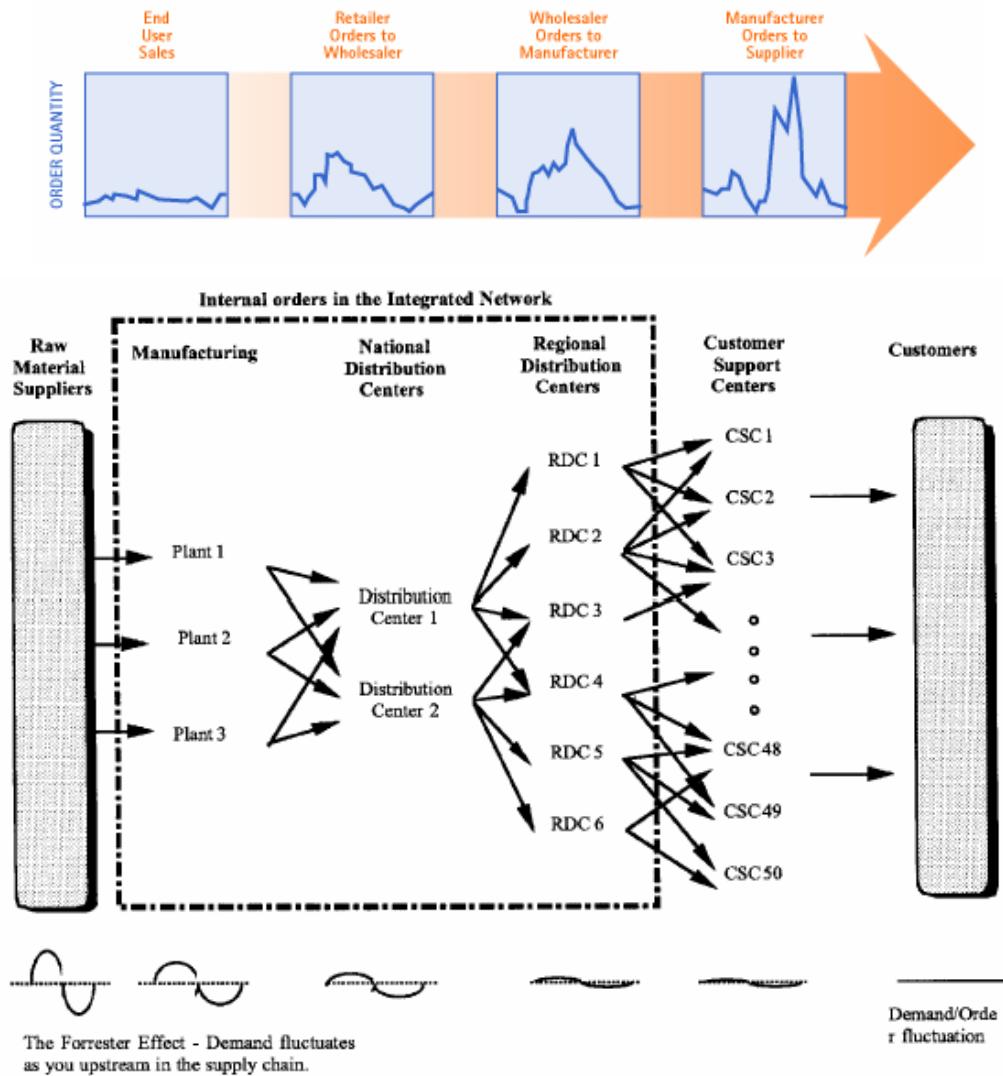 End
User
Sales
Retailer
Orders to
Wholesaler
Wholesaler
Orders to
Manufacturer
Manufacturer
Orders to
Supplier
ORDER QUANTITY
Internal orders in the Integrated Network
Raw
Material
Suppliers
Manufacturing
National
Distribution
Centers
Regional
Distribution
Centers
Customer
Support
Centers
Customers
Plant 1
Plant 2
Plant 3
Distribution
Center 1
Distribution
Center 2
RDC 1
RDC 2
RDC 3
RDC 4
RDC 5
RDC 6
CSC 1
CSC 2
CSC 3
CSC 48
CSC 49
CSC 50
The Forrester Effect - Demand fluctuates
as you upstream in the supply chain.
Demand/Orde
r fluctuation